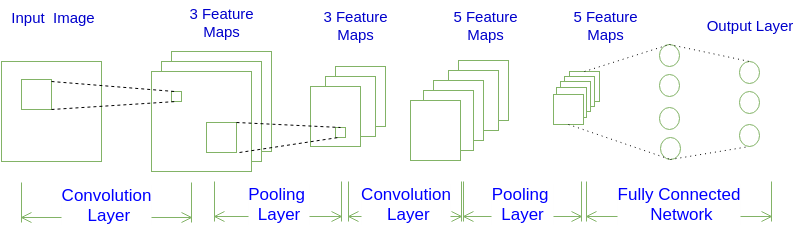 Input Image
3 Feature
Maps
3 Feature
Maps
5 Feature
Maps
5 Feature
Maps
Output Layer
Convolution
Layer
Pooling
Layer
Convolution
Layer
Pooling
Layer
Fully Connected
Network